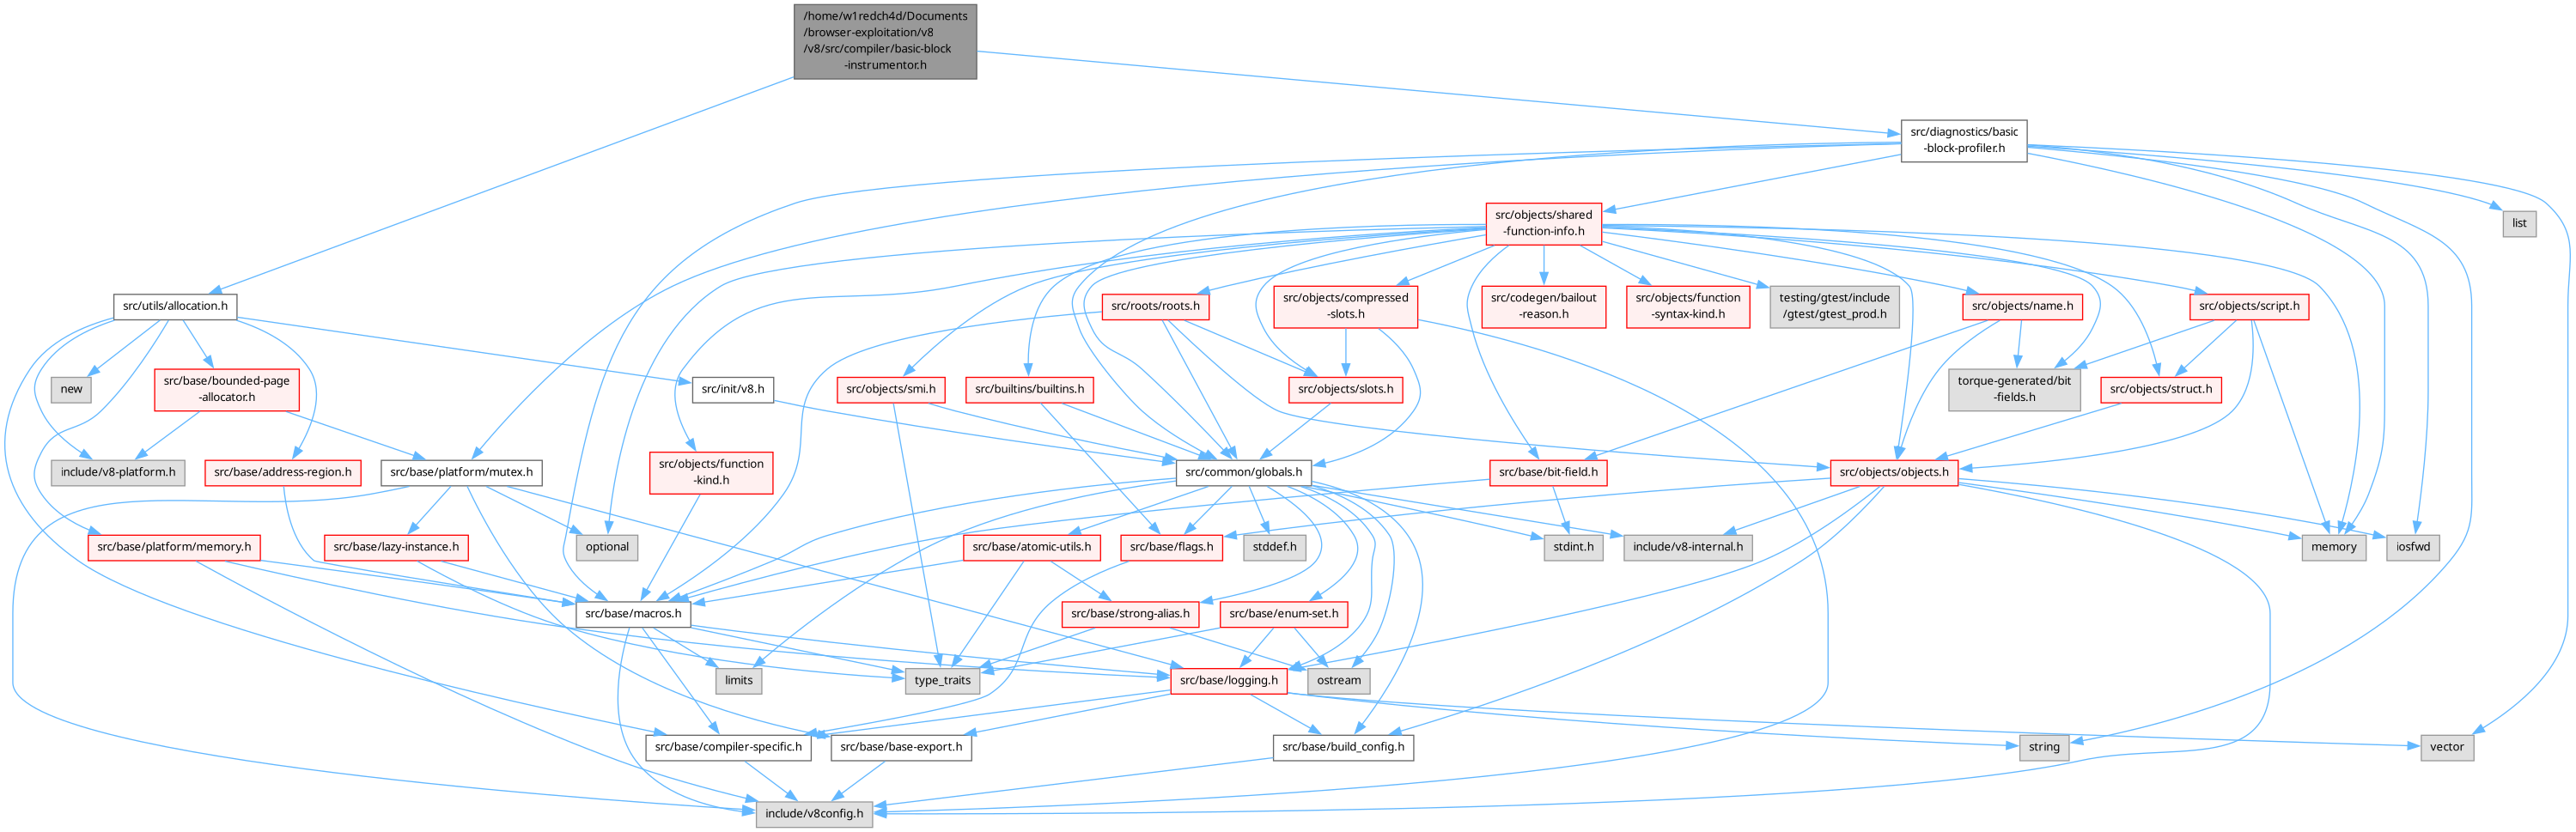 /home/w1redch4d/Documents
/browser-exploitation/v8
/v8/src/compiler/basic-block
-instrumentor.h
src/diagnostics/basic
-block-profiler.h
src/objects/shared
-function-info.h
list
src/utils/allocation.h
src/roots/roots.h
src/objects/compressed
-slots.h
src/codegen/bailout
-reason.h
src/objects/function
-syntax-kind.h
testing/gtest/include
/gtest/gtest_prod.h
src/objects/name.h
src/objects/script.h
new
src/base/bounded-page
-allocator.h
src/init/v8.h
src/objects/smi.h
src/builtins/builtins.h
src/objects/slots.h
torque-generated/bit
-fields.h
src/objects/struct.h
include/v8-platform.h
src/base/address-region.h
src/base/platform/mutex.h
src/objects/function
-kind.h
src/common/globals.h
src/base/bit-field.h
src/objects/objects.h
src/base/platform/memory.h
src/base/lazy-instance.h
optional
src/base/atomic-utils.h
src/base/flags.h
stddef.h
stdint.h
include/v8-internal.h
memory
iosfwd
src/base/macros.h
src/base/strong-alias.h
src/base/enum-set.h
limits
type_traits
src/base/logging.h
ostream
src/base/compiler-specific.h
src/base/base-export.h
src/base/build_config.h
string
vector
include/v8config.h